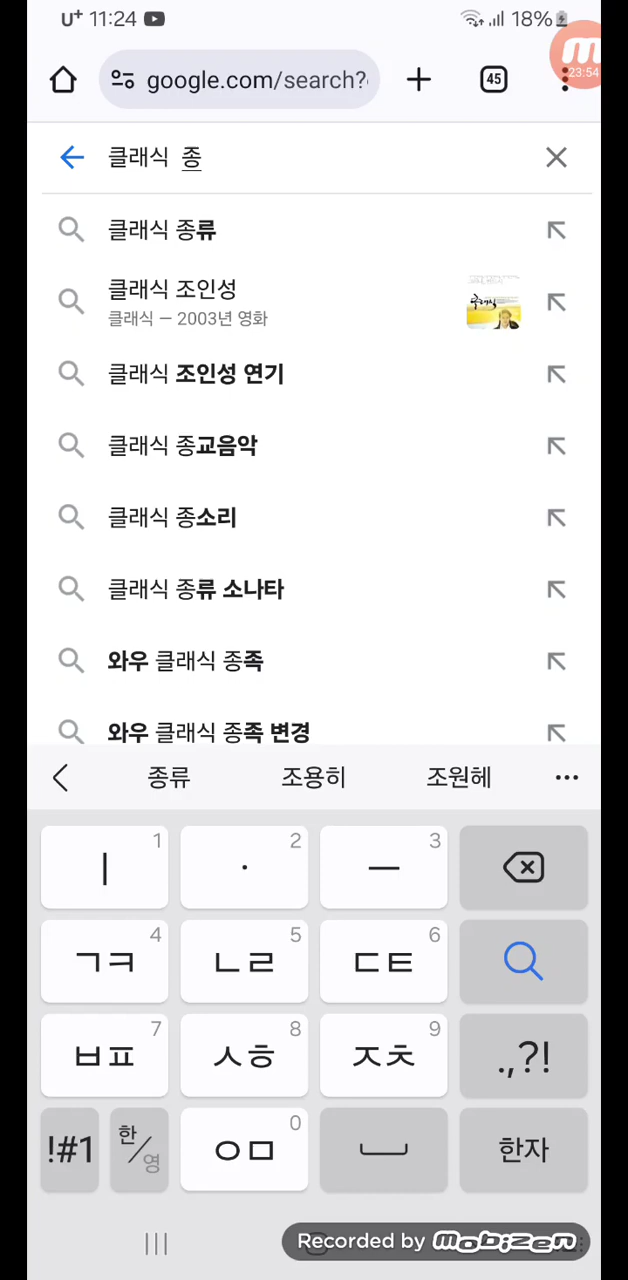 U+ 11:24 18%
google.com/search? 45
23:54
클래식 종
클래식 종류
클래식 조인성
클래식 — 2003년 영화
클래식
클래식 조인성 연기
클래식 종교음악
클래식 종소리
클래식 종류 소나타
와우 클래식 종족
와우 클래식 종족 변경
종류 조용히 조원헤 ...
ㅣ 1 · 2 ㅡ 3
ㄱㅋ 4 ㄴㄹ 5 ㄷㅌ 6
ㅂㅍ 7 ㅅㅎ 8 ㅈㅊ 9 .,?!
!#1 한/영 ㅇㅁ 0 한자
Recorded by mobizen